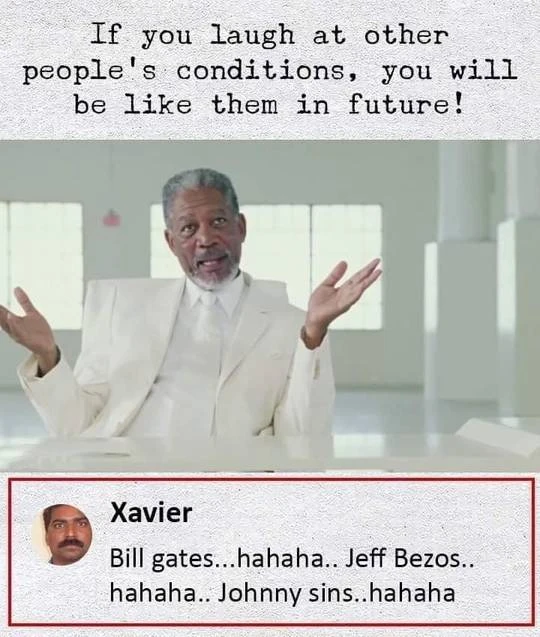 If you laugh at other
people's conditions, you will
be like them in future!
Xavier
Bill gates...hahaha.. Jeff Bezos..
hahaha.. Johnny sins..hahaha